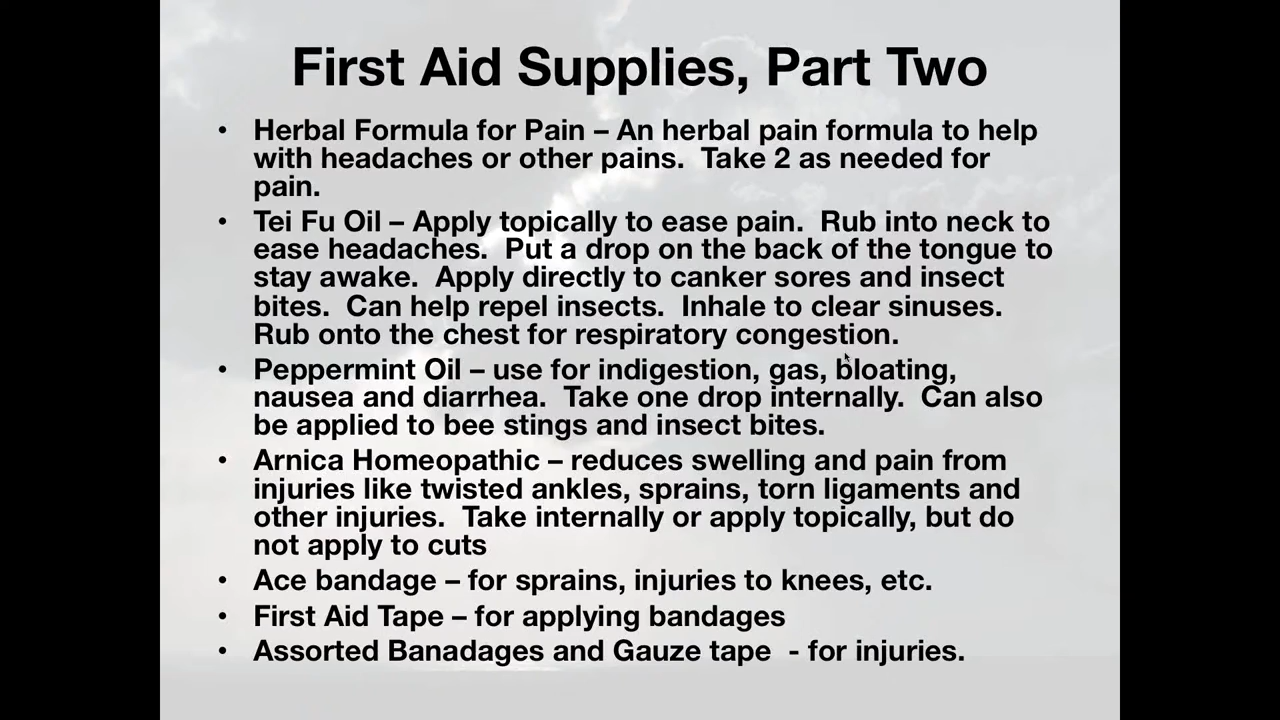 First Aid Supplies, Part Two
• Herbal Formula for Pain – An herbal pain formula to help
with headaches or other pains.  Take 2 as needed for
pain.
• Tei Fu Oil – Apply topically to ease pain.  Rub into neck to
ease headaches.  Put a drop on the back of the tongue to
stay awake.  Apply directly to canker sores and insect
bites.  Can help repel insects.  Inhale to clear sinuses.
Rub onto the chest for respiratory congestion.
• Peppermint Oil – use for indigestion, gas, bloating,
nausea and diarrhea.  Take one drop internally.  Can also
be applied to bee stings and insect bites.
• Arnica Homeopathic – reduces swelling and pain from
injuries like twisted ankles, sprains, torn ligaments and
other injuries.  Take internally or apply topically, but do
not apply to cuts
• Ace bandage – for sprains, injuries to knees, etc.
• First Aid Tape – for applying bandages
• Assorted Banadages and Gauze tape  - for injuries.